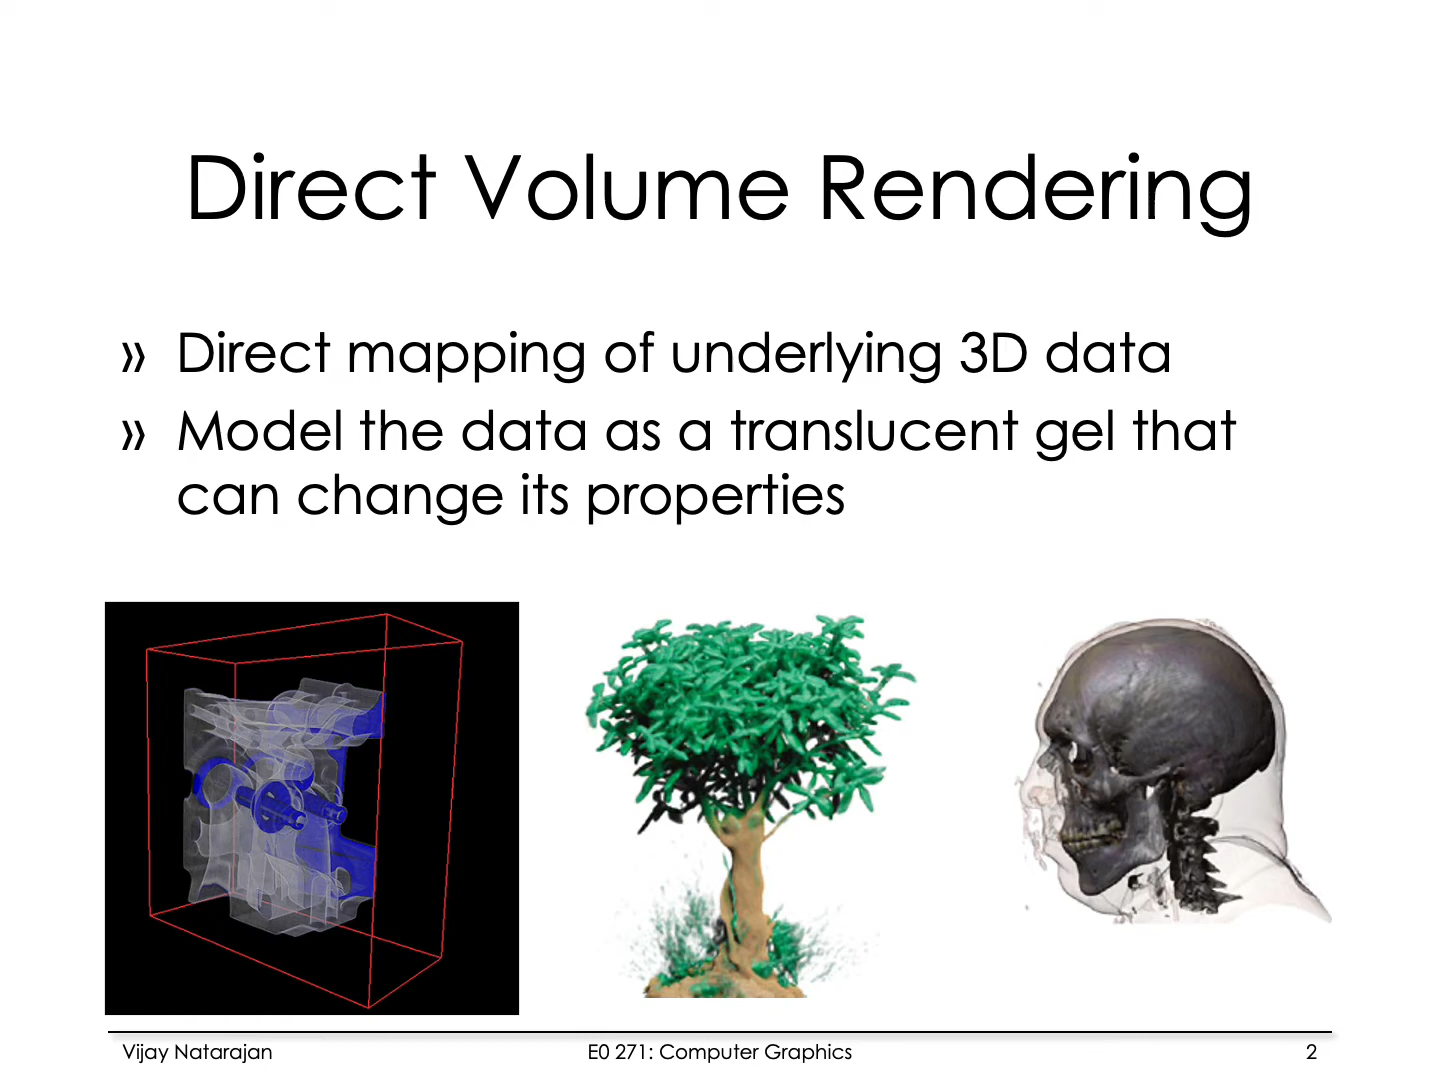 Direct Volume Rendering
» Direct mapping of underlying 3D data
» Model the data as a translucent gel that
can change its properties
Vijay Natarajan
E0 271: Computer Graphics
2